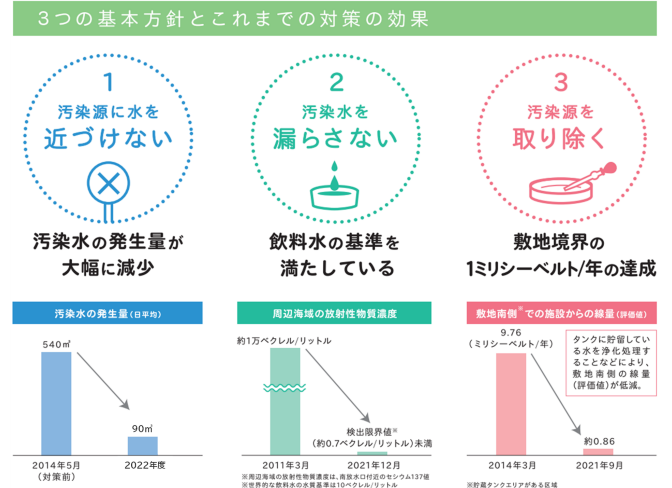 3つの基本方針とこれまでの対策の効果
1
汚染源に水を
近づけない
汚染水の発生量が
大幅に減少
汚染水の発生量(日平均)
540㎥
90㎥
2014年5月
(対策前)
2022年度
2
汚染水を
漏らさない
飲料水の基準を
満たしている
周辺海域の放射性物質濃度
約1万ベクレル/リットル
検出限界値※
(約0.7ベクレル/リットル)未満
2011年3月
2021年12月
※周辺海域の放射性物質濃度は、南放水口付近のセシウム137値
※世界的な飲料水の水質基準は10ベクレル/リットル
3
汚染源を
取り除く
敷地境界の
1ミリシーベルト/年の達成
敷地南側※での施設からの線量(評価値)
9.76
(ミリシーベルト/年)
タンクに貯留してい
る水を浄化処理す
ることなどにより、
敷地南側の線量
(評価値)が低減。
約0.86
2014年3月
2021年9月
※貯蔵タンクエリアがある区域